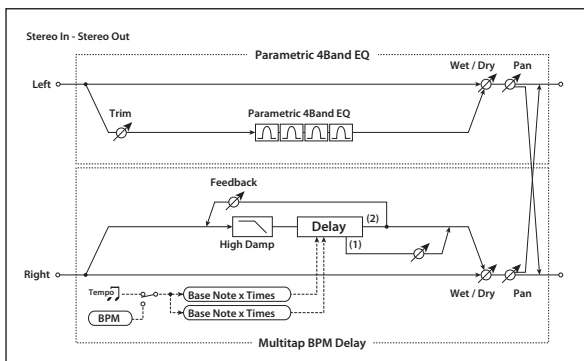 Stereo In - Stereo Out
Parametric 4Band EQ
Wet / Dry
Pan
Left
Trim
Parametric 4Band EQ
Feedback
High Damp
Delay
(2)
(1)
Right
Wet / Dry
Pan
Tempo
BPM
Base Note x Times
Base Note x Times
Multitap BPM Delay